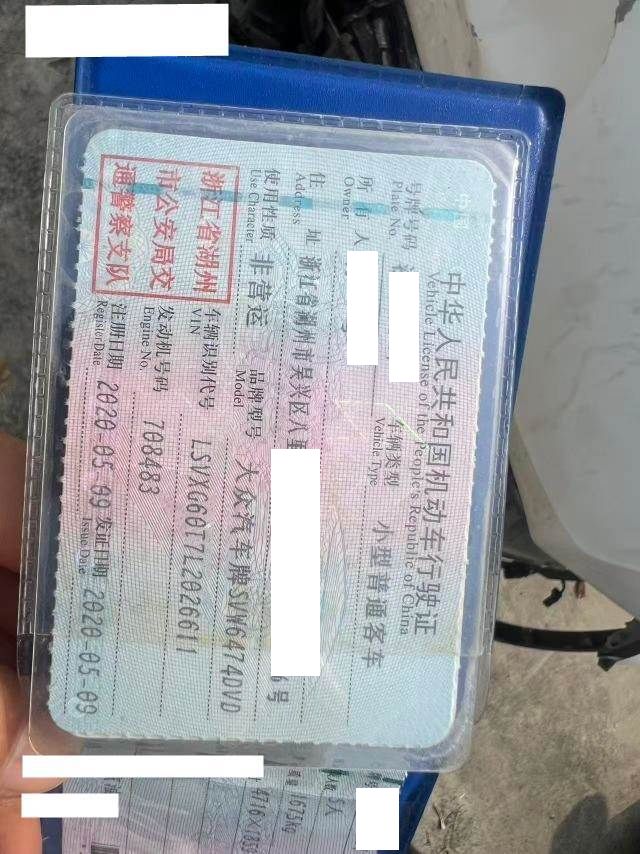 中华人民共和国机动车行驶证
Vehicle License of the People's Republic of China
号牌号码
Plate No.
车辆类型 小型普通客车
Vehicle Type
所有人
Owner
住址 浙江省湖州市吴兴区八里 号
Address
使用性质 非营运
Use Character
品牌型号 大众汽车牌SVW6474DVD
Model
浙江省湖州
市公安局交
通警察支队
车辆识别代号 LSVXG60T7L2026611
VIN
发动机号码 708483
Engine No.
注册日期 2020-05-09
Register Date
发证日期 2020-05-09
Issue Date
5人
1673kg